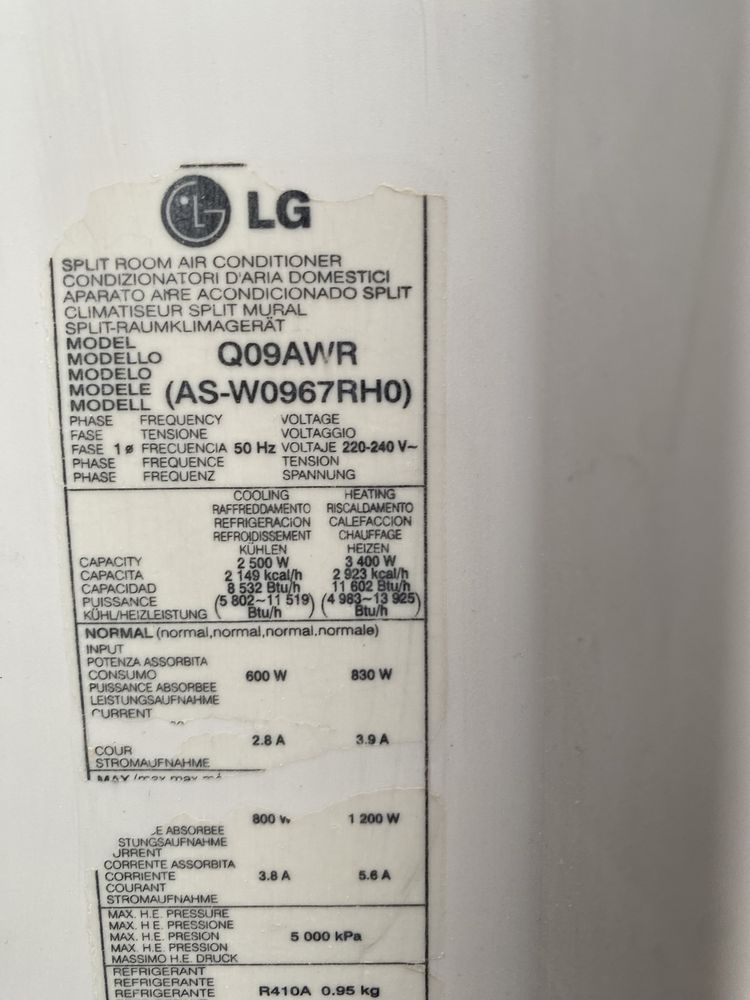 LG
SPLIT ROOM AIR CONDITIONER
CONDIZIONATORI D'ARIA DOMESTICI
APARATO AIRE ACONDICIONADO SPLIT
CLIMATISEUR SPLIT MURAL
SPLIT-RAUMKLIMAGERÄT
MODEL
MODELLO Q09AWR
MODELO
MODELE (AS-W0967RH0)
MODELL
PHASE FREQUENCY VOLTAGE
FASE TENSIONE VOLTAGGIO
FASE 1ø FRECUENCIA 50 Hz VOLTAJE 220-240 V~
PHASE FREQUENCE TENSION
PHASE FREQUENZ SPANNUNG
COOLING HEATING
RAFFREDDAMENTO RISCALDAMENTO
REFRIGERACION CALEFACCION
REFROIDISSEMENT CHAUFFAGE
KÜHLEN HEIZEN
CAPACITY 2 500 W 3 400 W
CAPACITA 2 149 kcal/h 2 923 kcal/h
CAPACIDAD 8 532 Btu/h 11 602 Btu/h
PUISSANCE (5 802~11 519) (4 983~13 925)
KÜHL/HEIZLEISTUNG Btu/h Btu/h
NORMAL (normal,normal,normal.normale)
INPUT
POTENZA ASSORBITA
CONSUMO 600 W 830 W
PUISSANCE ABSORBEE
LEISTUNGSAUFNAHME
CURRENT
2.8 A 3.9 A
COUR
STROMAUFNAHME
MAX (max max
800 W 1 200 W
E ABSORBEE
STUNGSAUFNAHME
URRENT
CORRENTE ASSORBITA
CORRIENTE 3.8 A 5.6 A
COURANT
STROMAUFNAHME
MAX. H.E. PRESSURE
MAX. H E. PRESSIONE
MAX. H.E. PRESION 5 000 kPa
MAX. H.E. PRESSION
MASSIMO H.E. DRUCK
REFRIGERANT
REFRIGERANTE
REFRIGERANTE R410A 0.95 kg